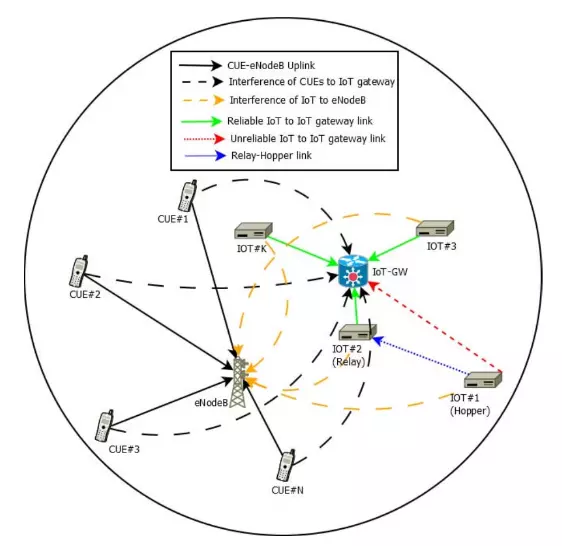 CUE-eNodeB Uplink
Interference of CUEs to IoT gateway
Interference of IoT to eNodeB
Reliable IoT to IoT gateway link
Unreliable IoT to IoT gateway link
Relay-Hopper link
CUE#1
IOT#K
IOT#3
IoT-GW
CUE#2
IOT#2
(Relay)
eNodeB
IOT#1
(Hopper)
CUE#3
CUE#N